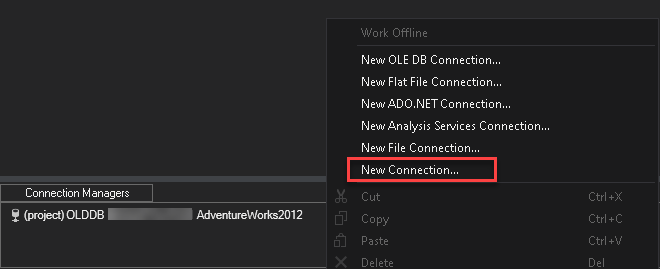 Work Offline
New OLE DB Connection...
New Flat File Connection...
New ADO.NET Connection...
New Analysis Services Connection...
New File Connection...
New Connection...
Connection Managers
(project) OLDDB AdventureWorks2012
Cut Ctrl+X
Copy Ctrl+C
Paste Ctrl+V
Delete Del